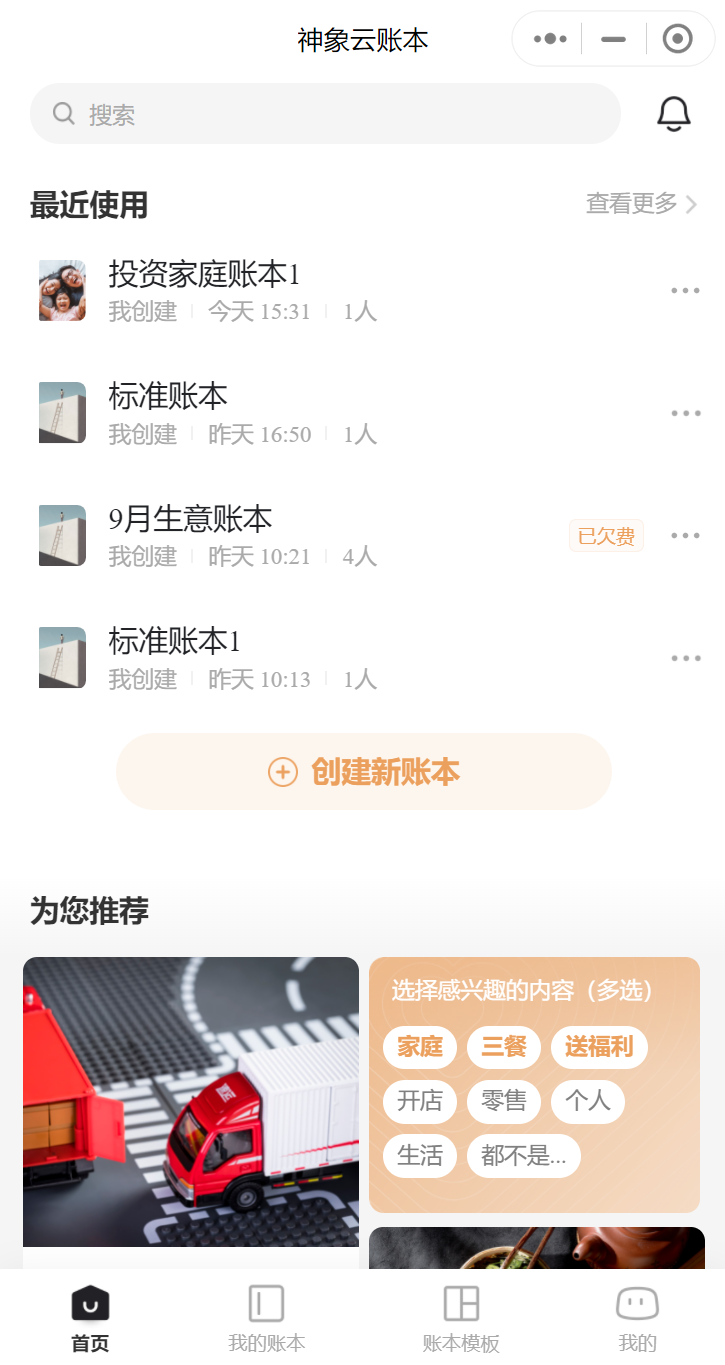 神象云账本
搜索
最近使用
查看更多
投资家庭账本1
我创建 今天 15:31 1人
标准账本
我创建 昨天 16:50 1人
9月生意账本
我创建 昨天 10:21 4人
已欠费
标准账本1
我创建 昨天 10:13 1人
创建新账本
为您推荐
选择感兴趣的内容（多选）
家庭 三餐 送福利
开店 零售 个人
生活 都不是...
首页 我的账本 账本模板 我的